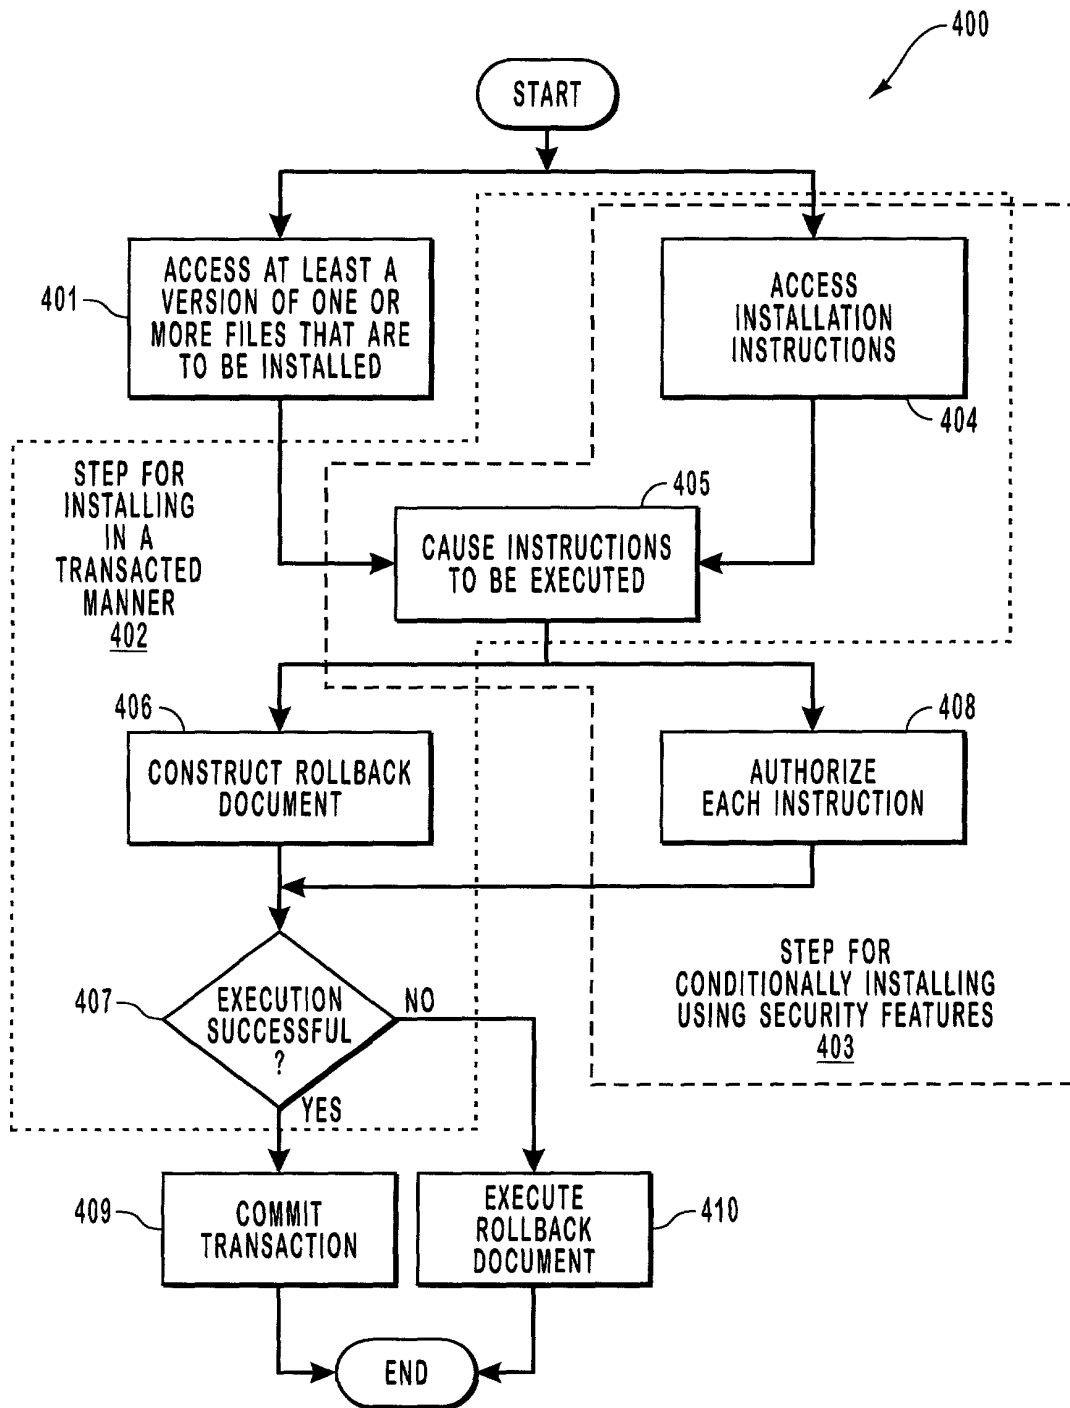 400
START
401
ACCESS AT LEAST A
VERSION OF ONE OR
MORE FILES THAT ARE
TO BE INSTALLED
ACCESS
INSTALLATION
INSTRUCTIONS
404
STEP FOR
INSTALLING
IN A
TRANSACTED
MANNER
402
405
CAUSE INSTRUCTIONS
TO BE EXECUTED
406
CONSTRUCT ROLLBACK
DOCUMENT
408
AUTHORIZE
EACH INSTRUCTION
407
EXECUTION
SUCCESSFUL
?
NO
YES
STEP FOR
CONDITIONALLY INSTALLING
USING SECURITY FEATURES
403
409
COMMIT
TRANSACTION
EXECUTE
ROLLBACK
DOCUMENT
410
END